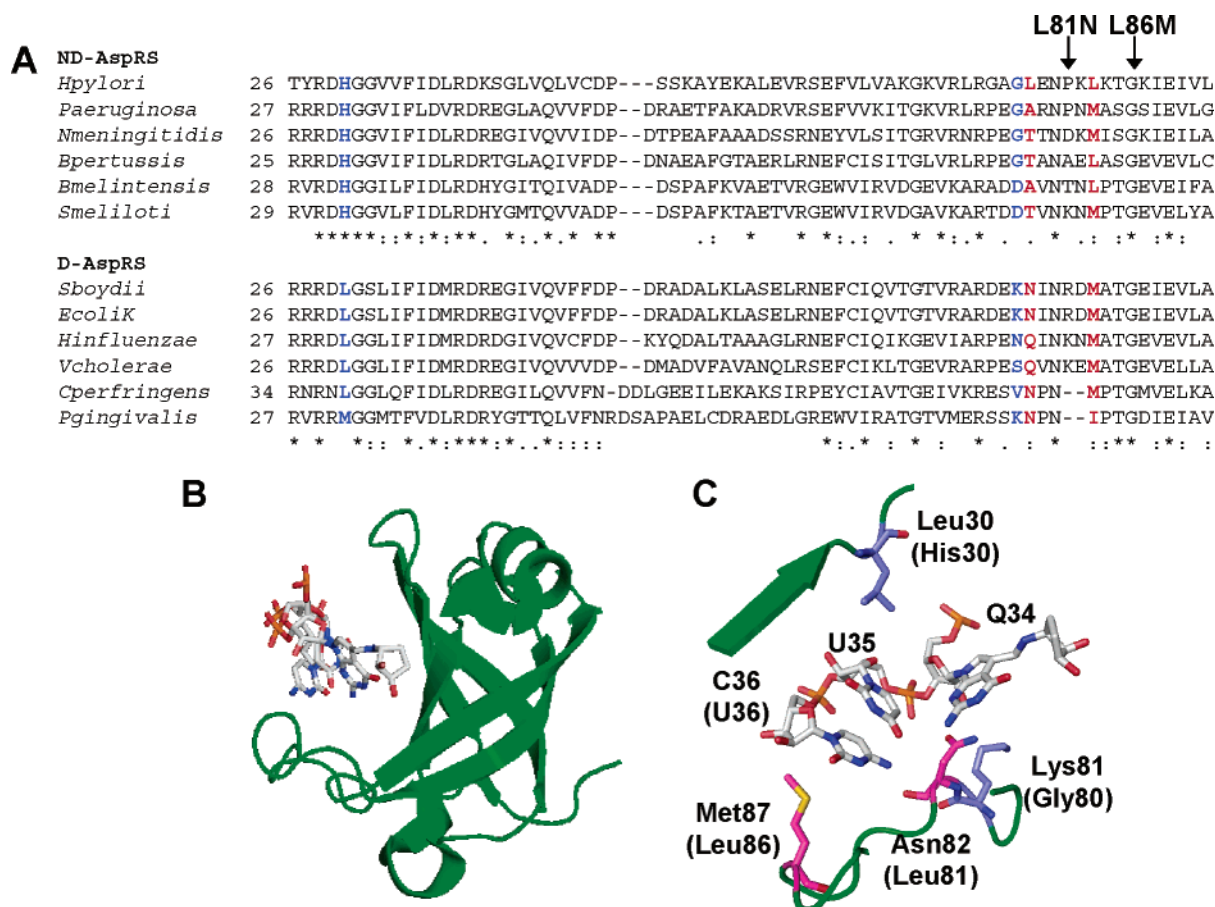 L81N L86M
A
ND-AspRS
Hpylori 26 TYRDHGGVVFIDLRDKSGLVQLVCDP---SSKAYEKALEVRSEFVLVAKGKVRLRGAGLENPKLKTGKIEIVL
Paeruginosa 27 RRRDHGGVIFLDVRDREGLAQVVFDP---DRAETFAKADRVRSEFVVKITGKVRLRPEGARNPNMASGSIEVLG
Nmeningitidis 26 RRRDHGGVIFIDLRDREGIVQVVIDP---DTPEAFAAADSSRNEYVLSITGRVRNRPEGTTNDKMISGKIEILA
Bpertussis 25 RRRDHGGVIFIDLRDRTGLAQIVFDP---DNAEAFGTAERLRNEFCISITGLVRLRPEGTANAELASGEVEVLC
Bmelintensis 28 RVRDHGGILFIDLRDHYGITQIVADP---DSPAFKVAETVRGEWVIRVDGEVKARADDAVNTNLPTGEVEIFA
Smeliloti 29 RVRDHGGVLFIDLRDHYGMTQVVADP---DSPAFKTAETVRGEWVIRVDGAVKARTDDTVNKNMPTGEVELYA
*****::*:**.  . *: * **  .: *  ** *:  . * *. . . .: :* *:
D-AspRS
Sboydii 26 RRRDLGSLIFIDMRDREGIVQVFFDP---DRADALKLASELRNEFCIQVTGTVRARDEKNINRDMATGEIEVLA
EcoliK 26 RRRDLGSLIFIDMRDREGIVQVFFDP---DRADALKLASELRNEFCIQVTGTVRARDEKNINRDMATGEIEVLA
Hinfluenzae 27 RRRDLGGLIFIDMRDRDGIVQVCFDP---KYQDALTAAAGLRNEFCIQIKGEVIARPENQINKNMATGEIEVLA
Vcholerae 26 RRRDLGGLIFIDMRDREGIVQVVVDP---DMADVFAVANQLRSEFCIKLTGEVRARPESQVNKEMATGEVELLA
Cperfringens 34 RNRNLGGLQFIDLRDREGILQVVFN-DDLGEEILEKAKSIRPEYCIAVTGEIVKRESVNPN--MPTGMVELKA
Pgingivalis 27 RVRRMGGMTFVDLRDRYGTTQLVFNRDSAPAELCDRAEDLGREWVIRATGTVMERSSKNPN--IPTGDIEIAV
* * *.: *:*:***: * *::. *:: * : * . : :: ** :*:
B
C
Leu30
(His30)
Q34
U35
C36
(U36)
Lys81
(Gly80)
Met87
(Leu86)
Asn82
(Leu81)